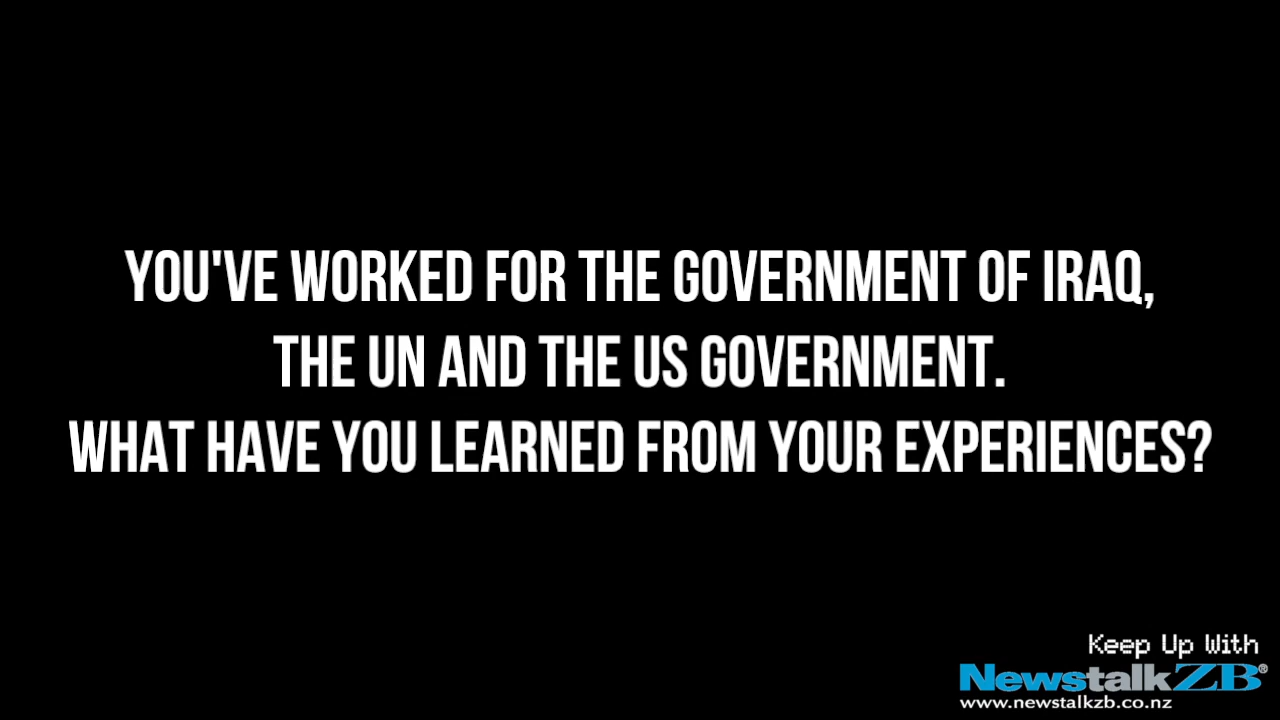 YOU'VE WORKED FOR THE GOVERNMENT OF IRAQ,
THE UN AND THE US GOVERNMENT.
WHAT HAVE YOU LEARNED FROM YOUR EXPERIENCES?
Keep Up With
NewstalkZB®
www.newstalkzb.co.nz